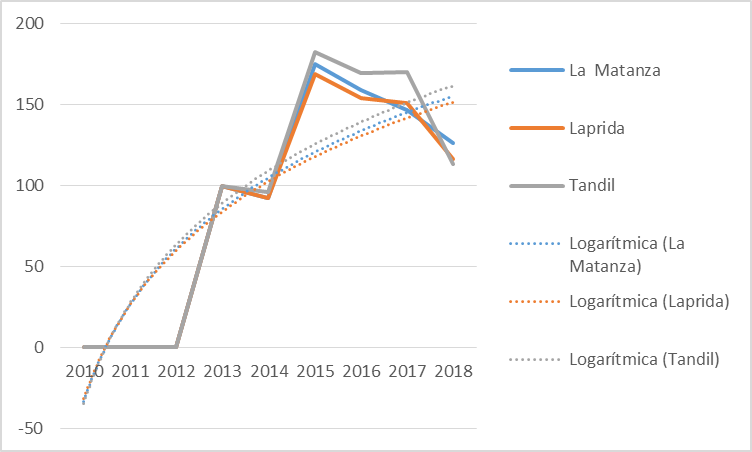 200
150
100
50
0
-50
2010 2011 2012 2013 2014 2015 2016 2017 2018
La Matanza
Laprida
Tandil
Logarítmica (La
Matanza)
Logarítmica (Laprida)
Logarítmica (Tandil)